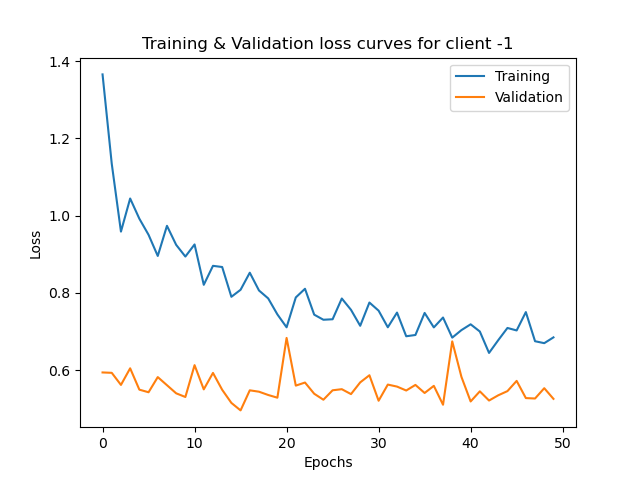 Training & Validation loss curves for client -1
Training
Validation
1.4
1.2
1.0
0.8
0.6
Loss
0
10
20
30
40
50
Epochs